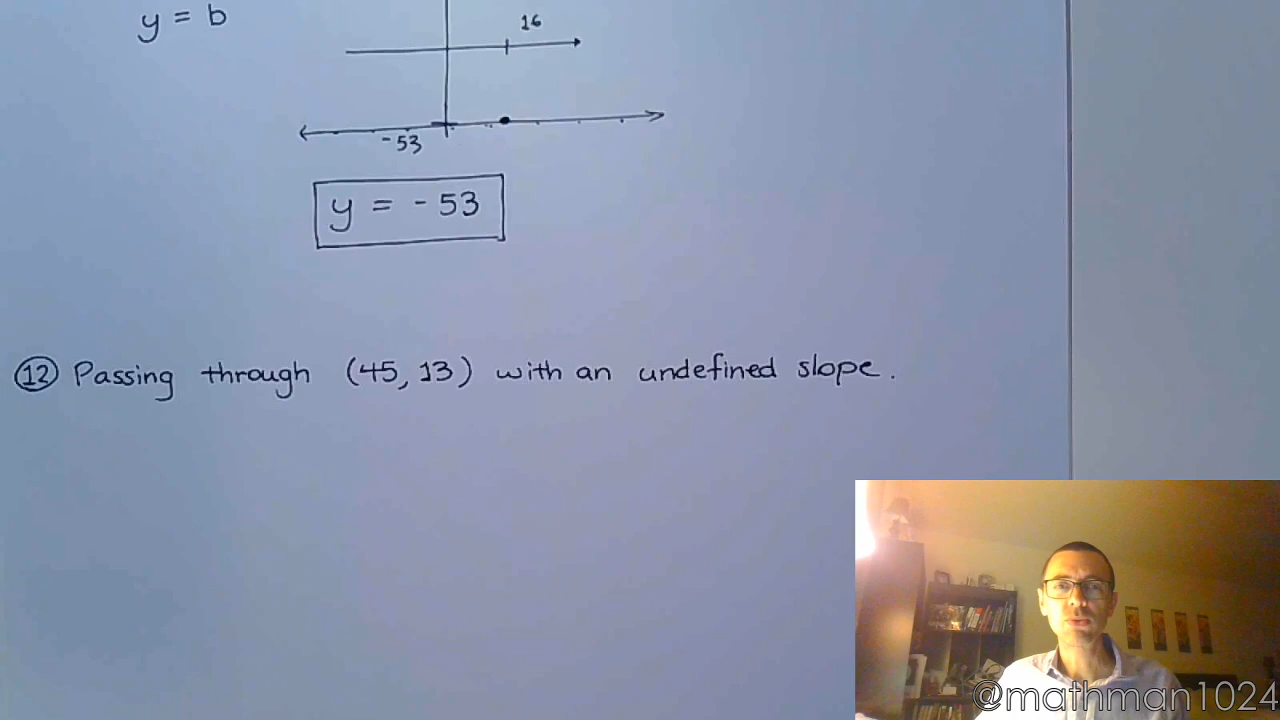 y = b
16
-53
y = - 53
12 Passing through (45, 13) with an undefined slope.
@mathman1024